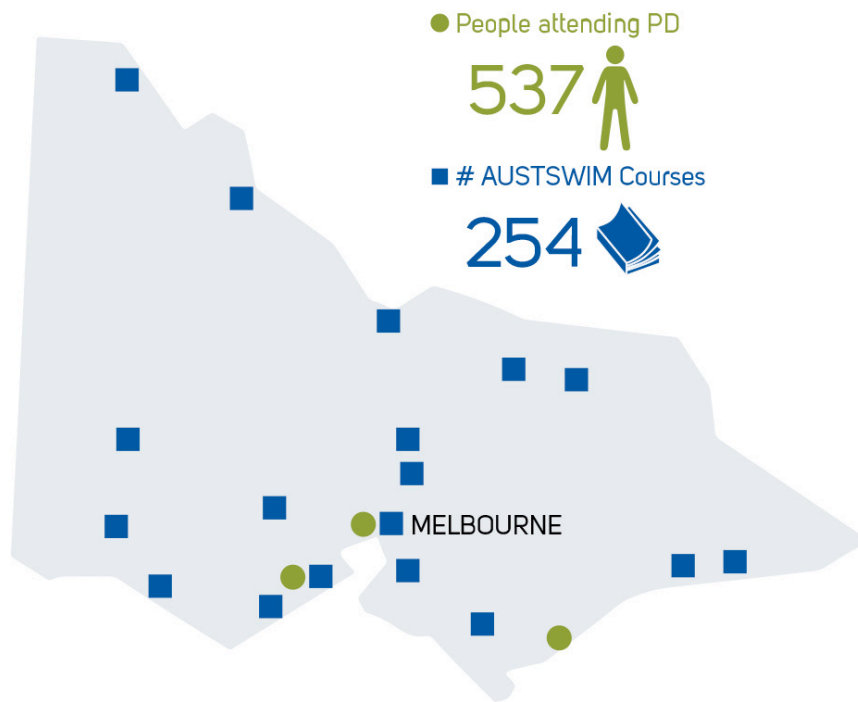 People attending PD
537
# AUSTSWIM Courses
254
MELBOURNE